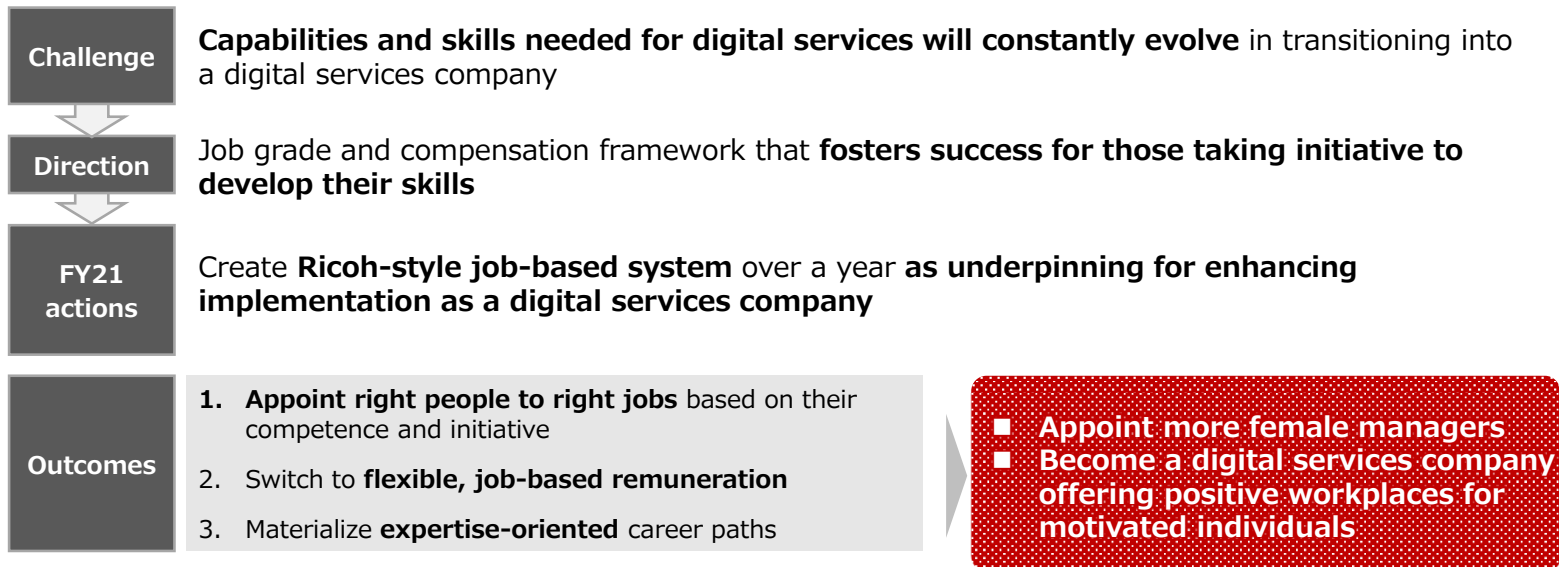 Challenge
Capabilities and skills needed for digital services will constantly evolve in transitioning into
a digital services company
Direction
Job grade and compensation framework that fosters success for those taking initiative to
develop their skills
FY21
actions
Create Ricoh-style job-based system over a year as underpinning for enhancing
implementation as a digital services company
Outcomes
1. Appoint right people to right jobs based on their
competence and initiative
2. Switch to flexible, job-based remuneration
3. Materialize expertise-oriented career paths
■ Appoint more female managers
■ Become a digital services company
offering positive workplaces for
motivated individuals